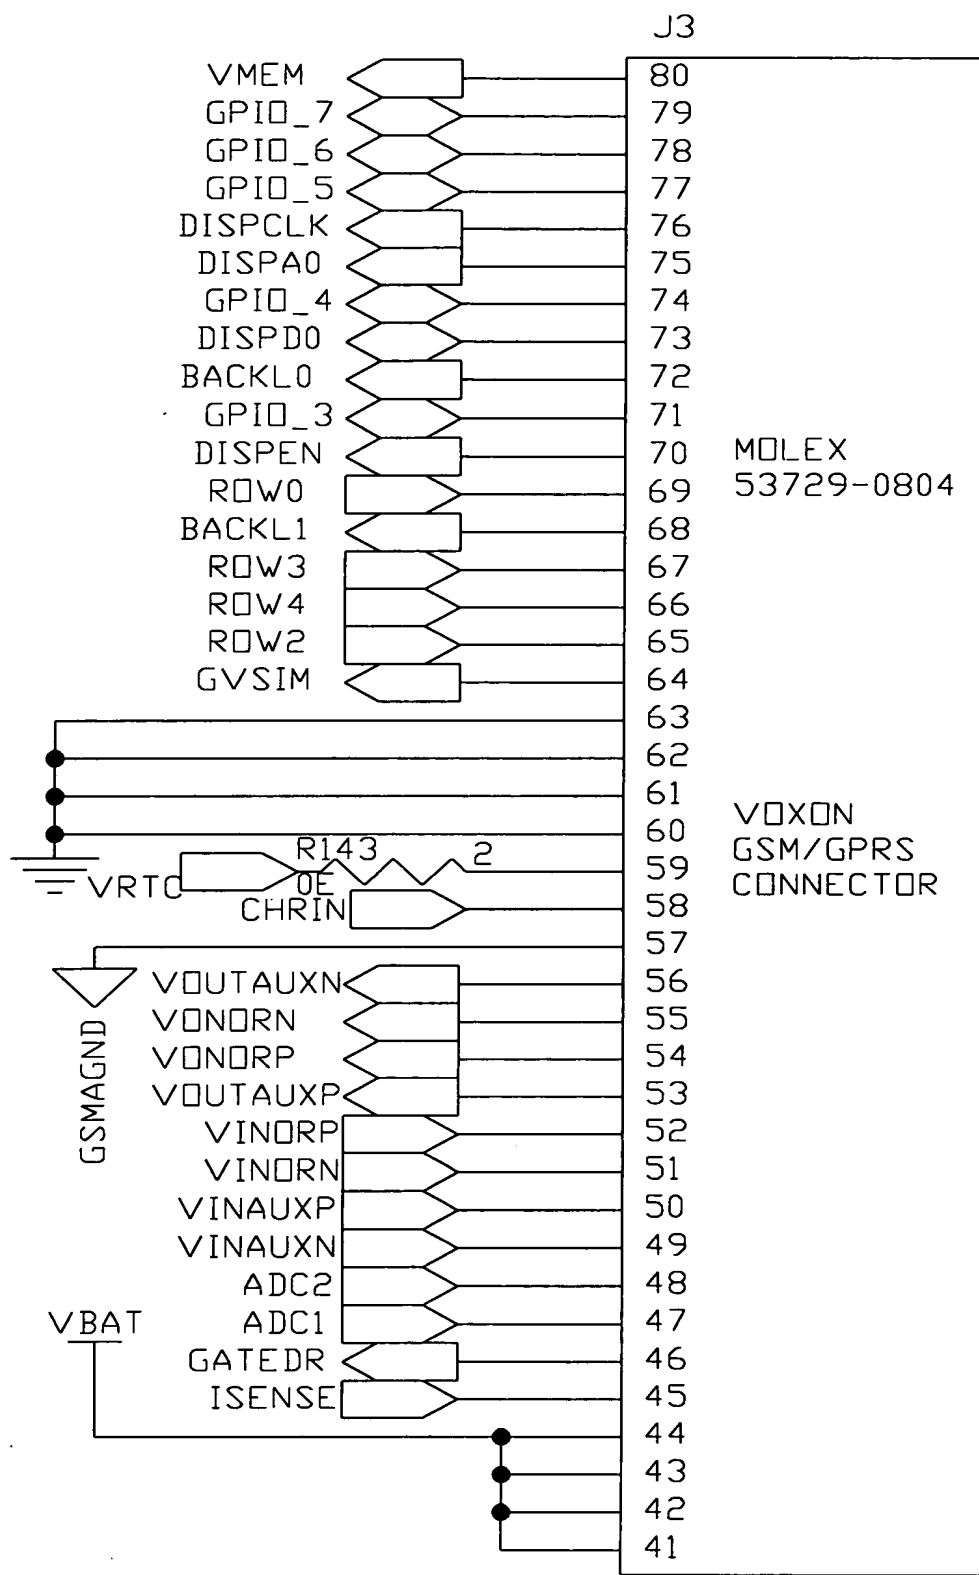 J3
VMEM 80
GPIO_7 79
GPIO_6 78
GPIO_5 77
DISPCLK 76
DISPA0 75
GPIO_4 74
DISPD0 73
BACKL0 72
GPIO_3 71
DISPEN 70
MOLEX
53729-0804
ROW0 69
BACKL1 68
ROW3 67
ROW4 66
ROW2 65
GVSIM 64
63
62
61
60
VOXON
GSM/GPRS
CONNECTOR
R143 2 59
VRTC 0E
CHRIN 58
57
GSMAGND
VOUTAUXN 56
VONORN 55
VONORP 54
VOUTAUXP 53
VINORP 52
VINORN 51
VINAUXP 50
VINAUXN 49
ADC2 48
VBAT
ADC1 47
GATEDR 46
ISENSE 45
44
43
42
41